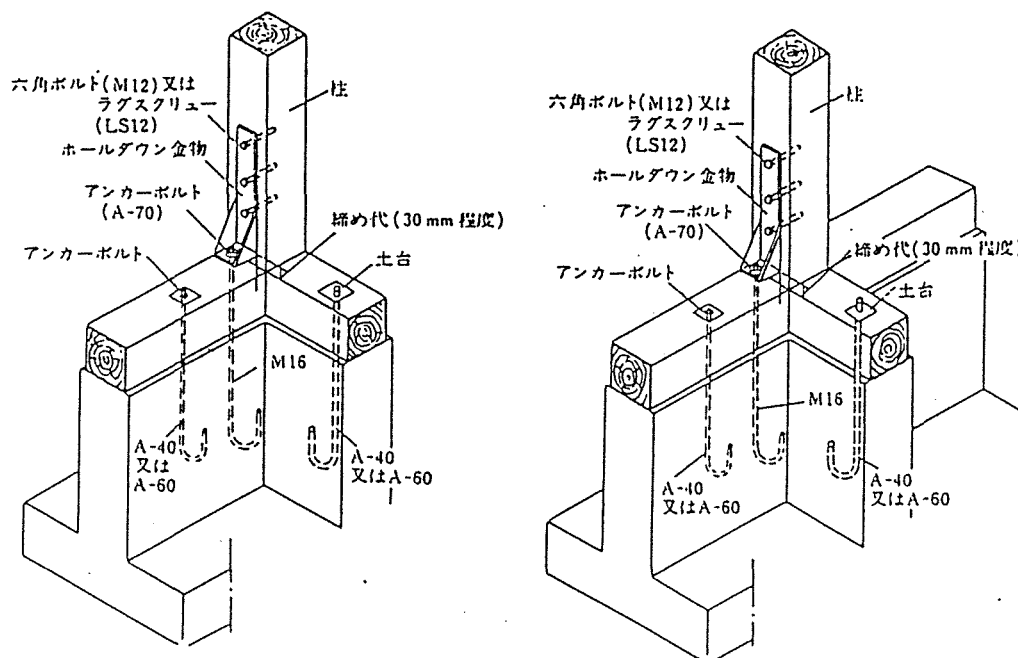 六角ボルト(M12)又は
ラグスクリュー
(LS12)
ホールダウン金物
アンカーボルト
(A-70)
アンカーボルト
柱
締め代(30mm程度)
土台
M16
A-40
又は
A-60
A-40
又はA-60
六角ボルト(M12)又は
ラグスクリュー
(LS12)
ホールダウン金物
アンカーボルト
(A-70)
アンカーボルト
柱
締め代(30mm程度)
土台
M16
A-40
又はA-60
A-40
又はA-60